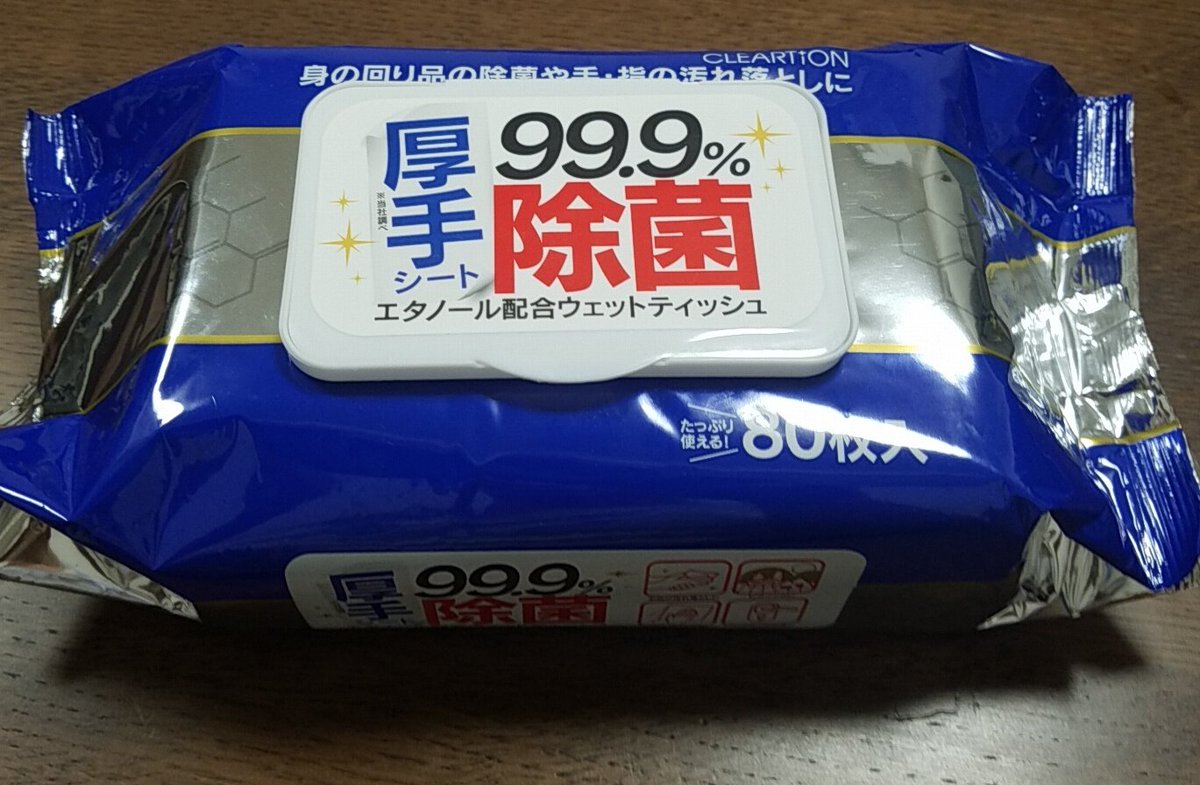 CLEARTION
身の回り品の除菌や手・指の汚れ落としに
厚手
シート
※当社調べ
99.9%
除菌
エタノール配合ウェットティッシュ
たっぷり
使える!
80枚入
厚手
シート
99.9%
除菌